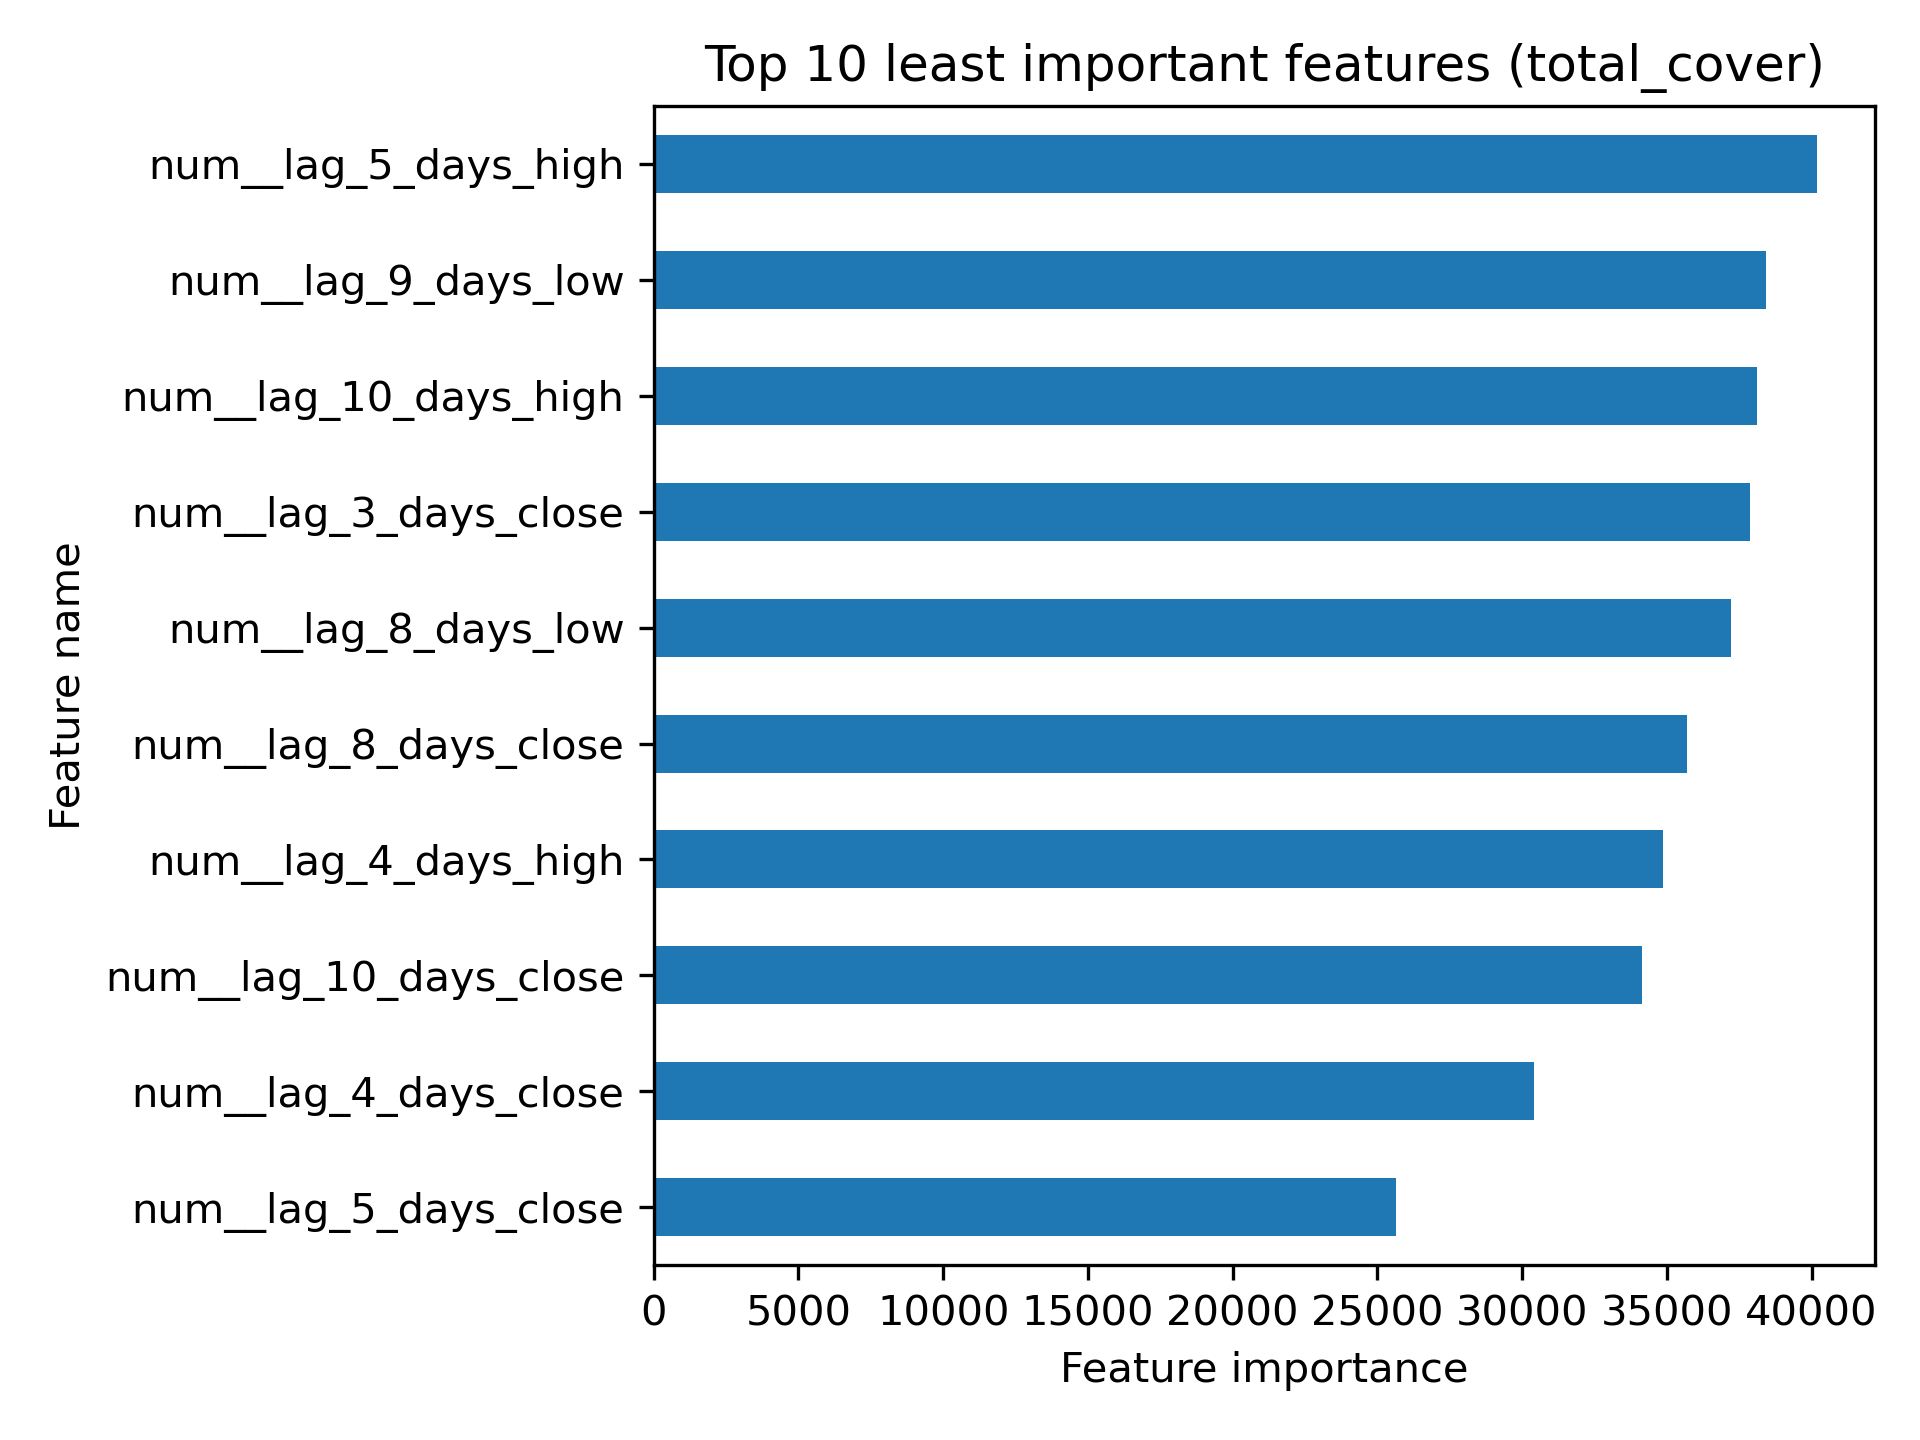 Top 10 least important features (total_cover)
num__lag_5_days_high
num__lag_9_days_low
num__lag_10_days_high
num__lag_3_days_close
num__lag_8_days_low
num__lag_8_days_close
num__lag_4_days_high
num__lag_10_days_close
num__lag_4_days_close
num__lag_5_days_close
Feature name
0 5000 10000 15000 20000 25000 30000 35000 40000
Feature importance